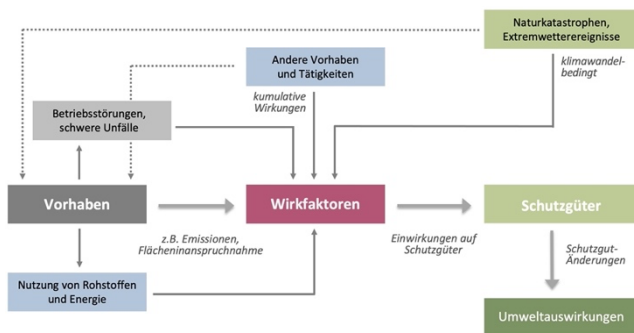 Naturkatastrophen,
Extremwetterereignisse
Andere Vorhaben
und Tätigkeiten
klimawandel-
bedingt
kumulative
Wirkungen
Betriebsstörungen,
schwere Unfälle
Vorhaben
Wirkfaktoren
Schutzgüter
z.B. Emissionen,
Flächeninanspruchnahme
Einwirkungen auf
Schutzgüter
Schutzgut-
Änderungen
Nutzung von Rohstoffen
und Energie
Umweltauswirkungen